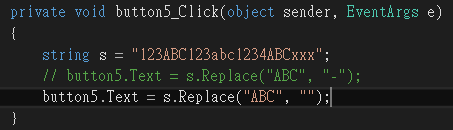 private void button5_Click(object sender, EventArgs e)
{
string s = "123ABC123abc1234ABCxxx";
// button5.Text = s.Replace("ABC", "-");
button5.Text = s.Replace("ABC", "");
}